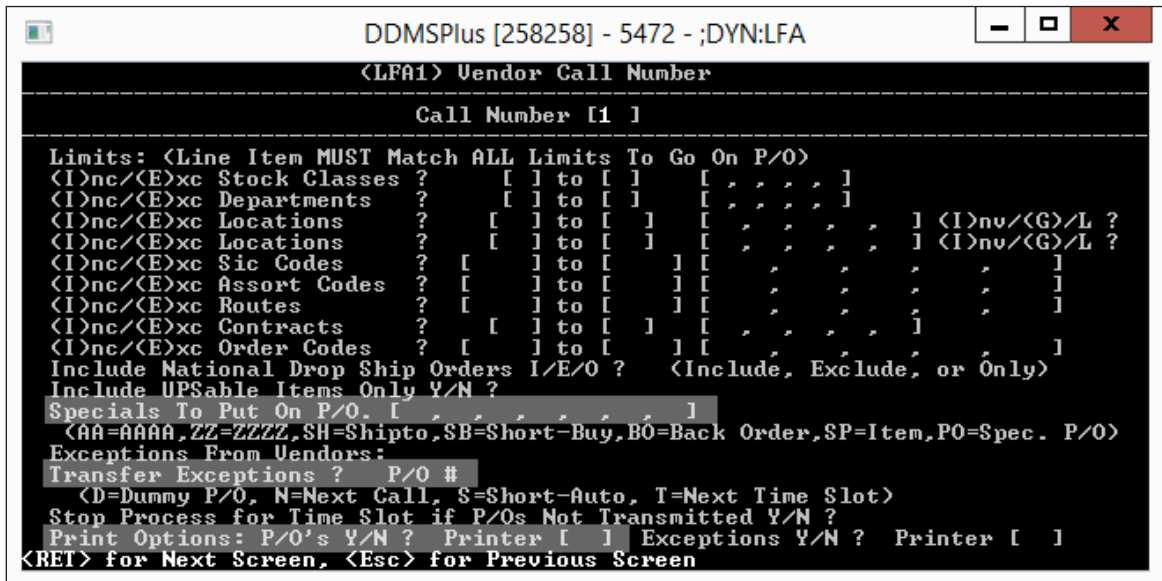 DDMSPlus [258258] - 5472 - ;DYN:LFA
(LFA1) Vendor Call Number
Call Number [1 ]
Limits: (Line Item MUST Match ALL Limits To Go On P/O)
(I)nc/(E)xc Stock Classes ? [ ] to [ ] [ , , , , ]
(I)nc/(E)xc Departments ? [ ] to [ ] [ , , , , ]
(I)nc/(E)xc Locations ? [ ] to [ ] [ , , , , ] (I)nv/(G)/L ?
(I)nc/(E)xc Locations ? [ ] to [ ] [ , , , , ] (I)nv/(G)/L ?
(I)nc/(E)xc Sic Codes ? [ ] to [ ] [ , , , , ]
(I)nc/(E)xc Assort Codes ? [ ] to [ ] [ , , , , ]
(I)nc/(E)xc Routes ? [ ] to [ ] [ , , , , ]
(I)nc/(E)xc Contracts ? [ ] to [ ] [ , , , , ]
(I)nc/(E)xc Order Codes ? [ ] to [ ] [ , , , , ]
Include National Drop Ship Orders I/E/O ? (Include, Exclude, or Only)
Include UPSable Items Only Y/N ?
Specials To Put On P/O. [ , , , , , , ]
(AA=AAAA,ZZ=ZZZZ,SH=Shipto,SB=Short-Buy,BO=Back Order,SP=Item,PO=Spec. P/O)
Exceptions From Vendors:
Transfer Exceptions ? P/O #
(D=Dummy P/O, N=Next Call, S=Short-Auto, T=Next Time Slot)
Stop Process for Time Slot if P/Os Not Transmitted Y/N ?
Print Options: P/O's Y/N ? Printer [ ] Exceptions Y/N ? Printer [ ]
<RET> for Next Screen, <Esc> for Previous Screen